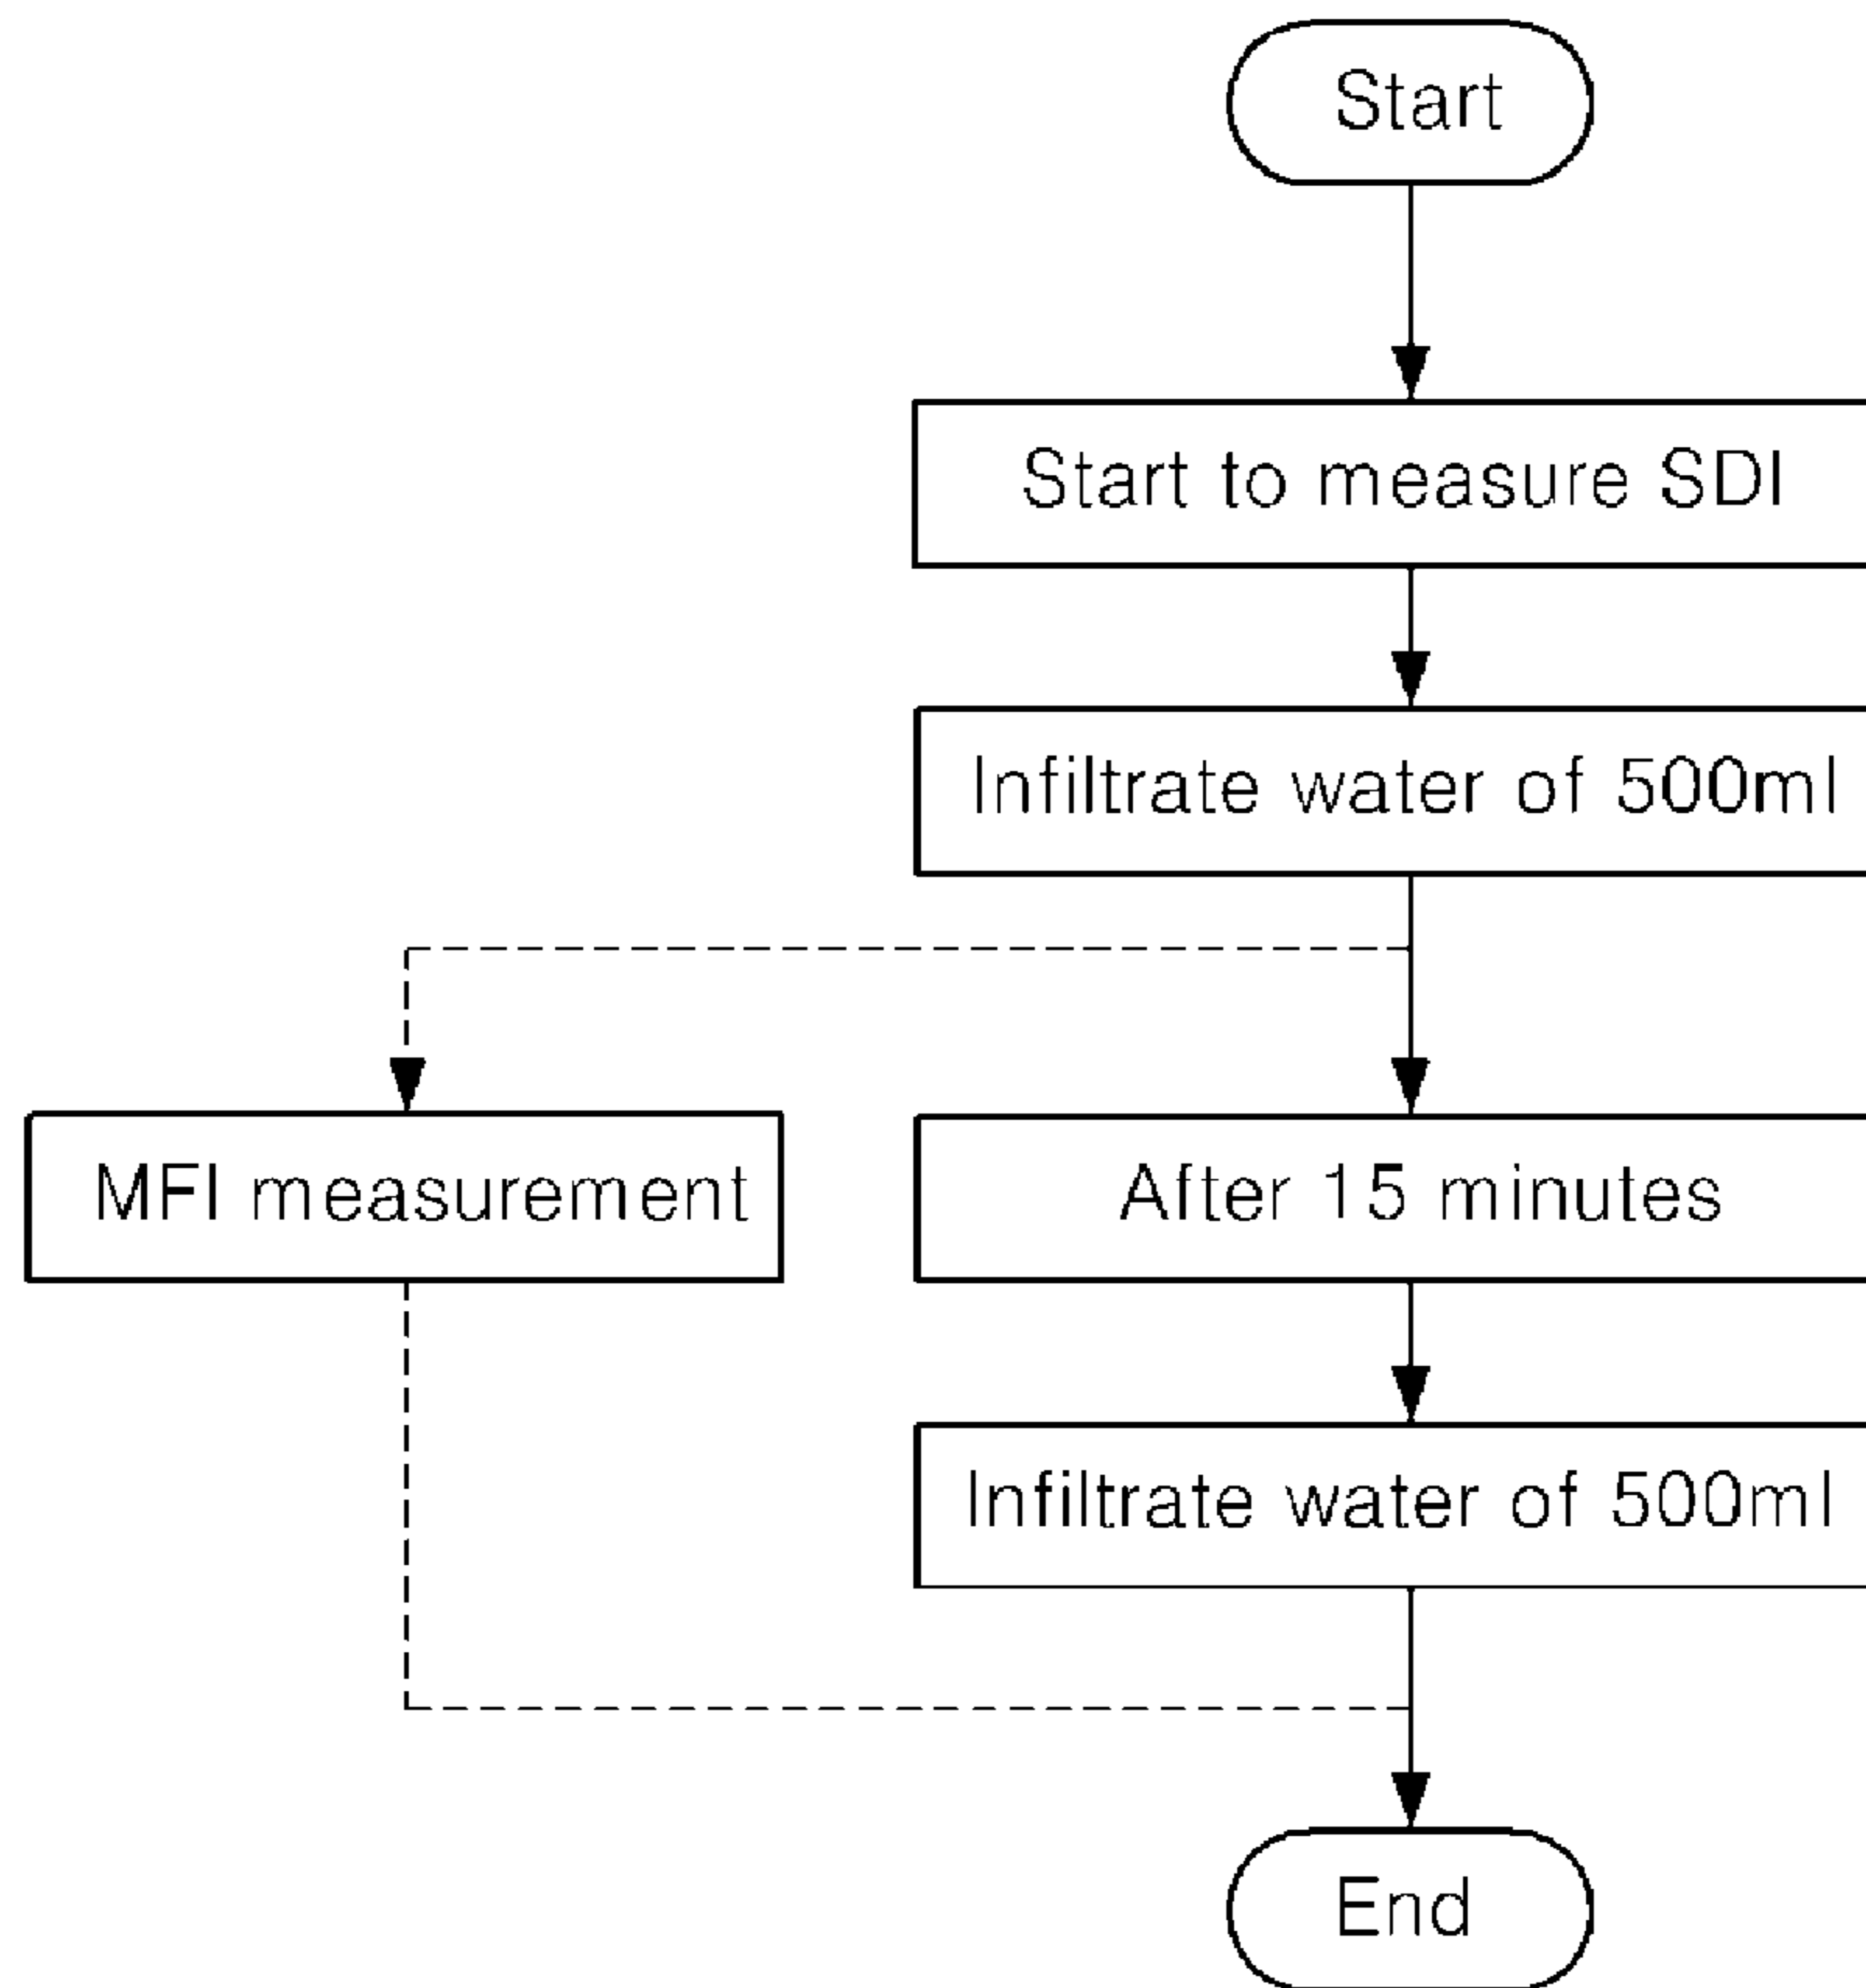 Start
Start to measure SDI
Infiltrate water of 500ml
MFI measurement
After 15 minutes
Infiltrate water of 500ml
End